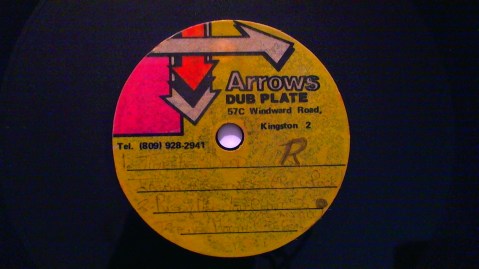 Arrows
DUB PLATE
57C Windward Road,
Kingston 2
Tel. (809) 928-2941
R